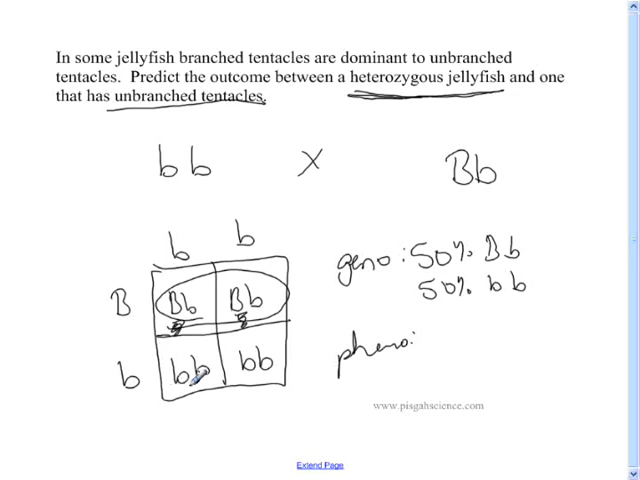 In some jellyfish branched tentacles are dominant to unbranched
tentacles. Predict the outcome between a heterozygous jellyfish and one
that has unbranched tentacles.
bb X Bb
b b
B Bb Bb
b bb bb
geno: 50% Bb
50% bb
pheno:
www.pisgahscience.com
Extend Page